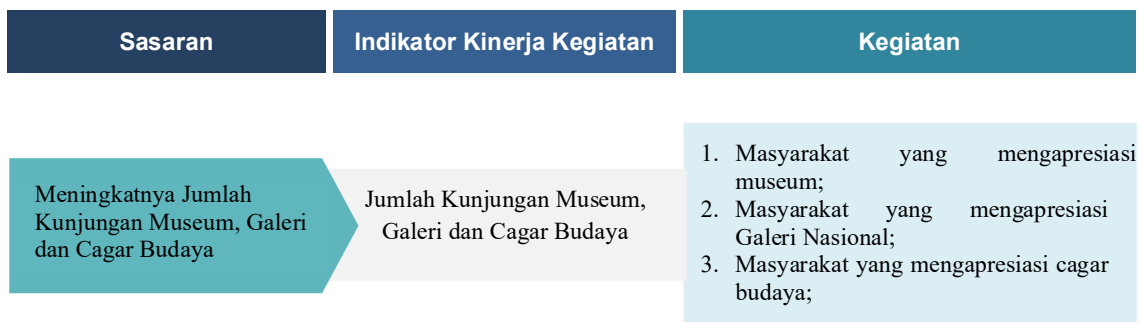 Sasaran
Indikator Kinerja Kegiatan
Kegiatan
Meningkatnya Jumlah
Kunjungan Museum, Galeri
dan Cagar Budaya
Jumlah Kunjungan Museum,
Galeri dan Cagar Budaya
1. Masyarakat yang mengapresiasi
museum;
2. Masyarakat yang mengapresiasi
Galeri Nasional;
3. Masyarakat yang mengapresiasi cagar
budaya;